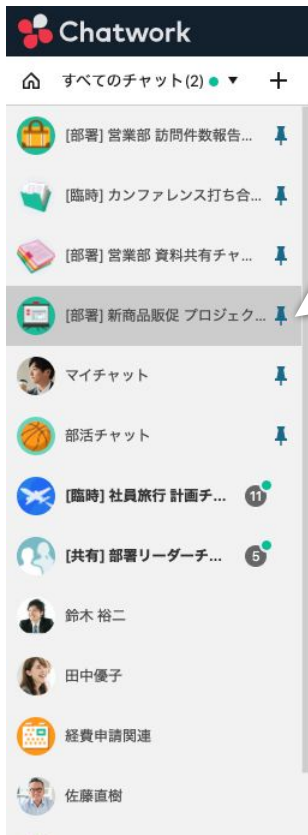 Chatwork
すべてのチャット(2)
[部署] 営業部 訪問件数報告...
[臨時] カンファレンス打ち合...
[部署] 営業部 資料共有チャ...
[部署] 新商品販促 プロジェク...
マイチャット
部活チャット
[臨時] 社員旅行 計画チ... 11
[共有] 部署リーダーチ... 5
鈴木 裕二
田中優子
経費申請関連
佐藤直樹